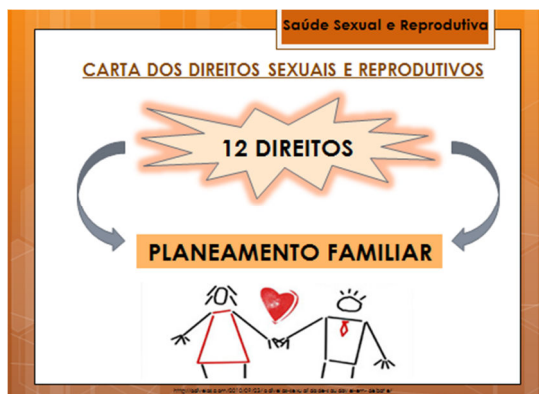 Saúde Sexual e Reprodutiva
CARTA DOS DIREITOS SEXUAIS E REPRODUTIVOS
12 DIREITOS
PLANEAMENTO FAMILIAR